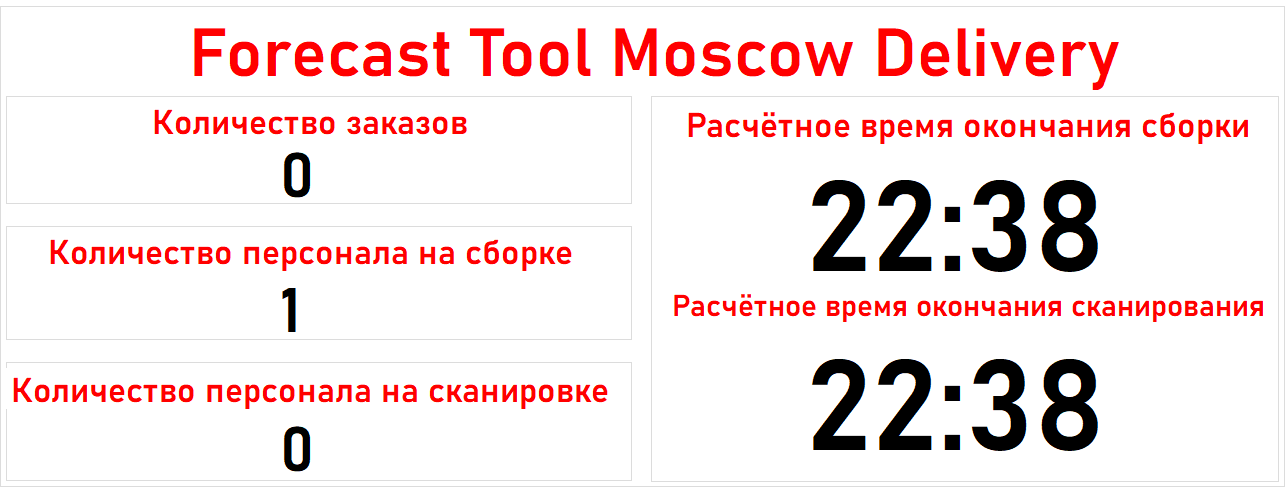 Forecast Tool Moscow Delivery
Количество заказов
0
Количество персонала на сборке
1
Количество персонала на сканировке
0
Расчётное время окончания сборки
22:38
Расчётное время окончания сканирования
22:38